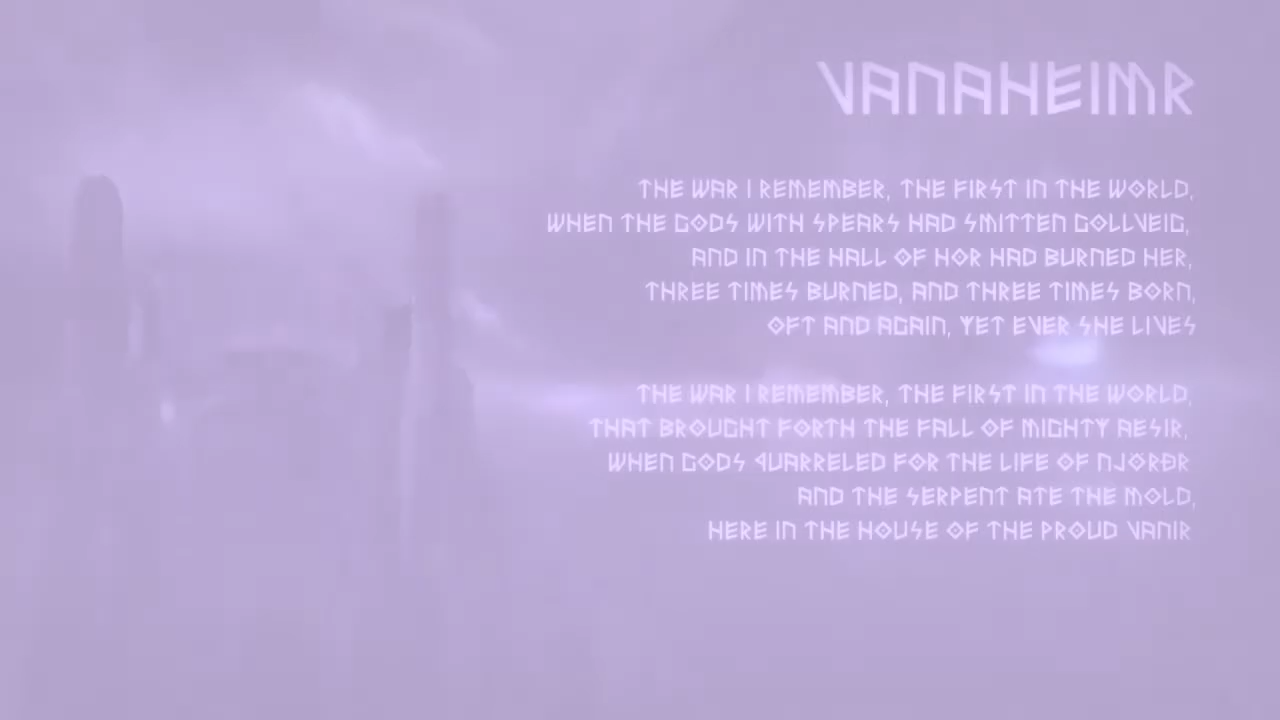 VANAHEIMR
THE WAR I REMEMBER, THE FIRST IN THE WORLD,
WHEN THE GODS WITH SPEARS HAD SMITTEN GOLLVEIG,
AND IN THE HALL OF HOR HAD BURNED HER,
THREE TIMES BURNED, AND THREE TIMES BORN,
OFT AND AGAIN, YET EVER SHE LIVES
THE WAR I REMEMBER, THE FIRST IN THE WORLD,
THAT BROUGHT FORTH THE FALL OF MIGHTY AESIR,
WHEN GODS QUARRELED FOR THE LIFE OF NJÖRÐR
AND THE SERPENT ATE THE MOLD,
HERE IN THE HOUSE OF THE PROUD VANIR